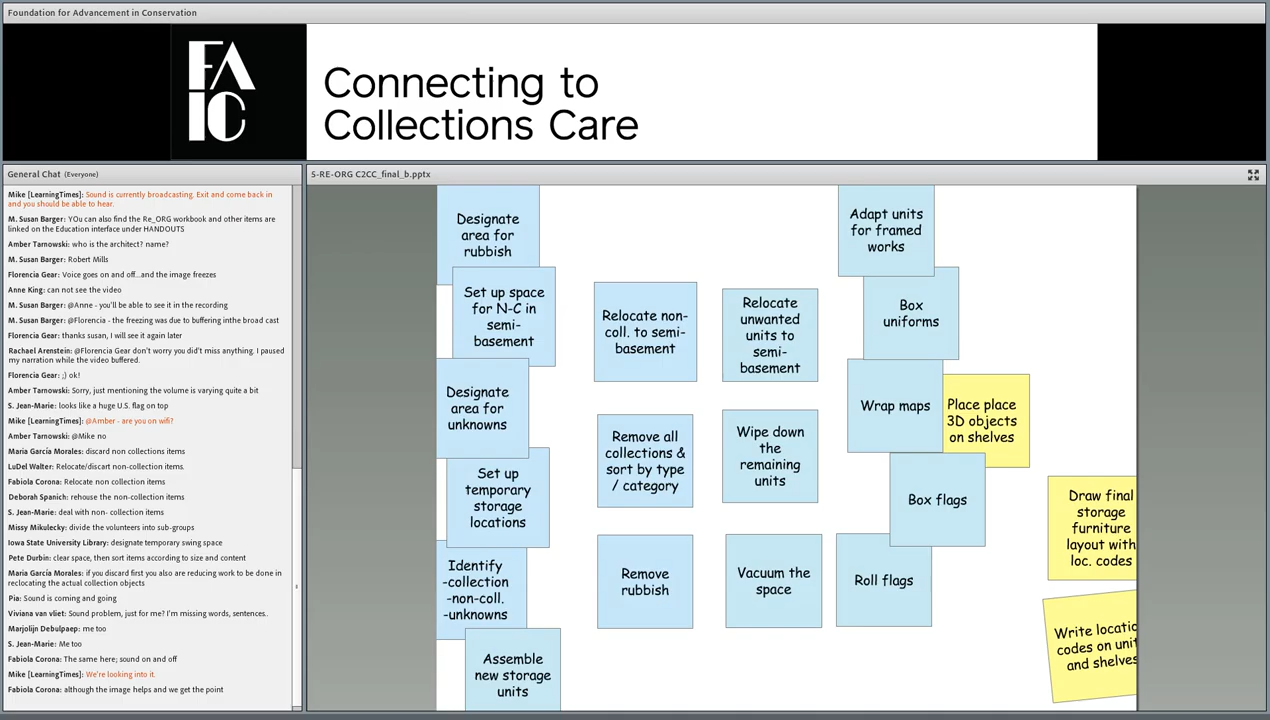 Foundation for Advancement in Conservation
FA
IC
Connecting to
Collections Care
General Chat (Everyone)
Mike [LearningTimes]: Sound is currently broadcasting. Exit and come back in
and you should be able to hear.
M. Susan Barger: YOu can also find the Re_ORG workbook and other items are
linked on the Education interface under HANDOUTS
Amber Tarnowski: who is the architect? name?
M. Susan Barger: Robert Mills
Florencia Gear: Voice goes on and off...and the image freezes
Anne King: can not see the video
M. Susan Barger: @Anne - you'll be able to see it in the recording
M. Susan Barger: @Florencia - the freezing was due to buffering inthe broad cast
Florencia Gear: thanks susan, I will see it again later
Rachael Arenstein: @Florencia Gear don't worry you did't miss anything. I paused
my narration while the video buffered.
Florencia Gear: ;) ok!
Amber Tarnowski: Sorry, just mentioning the volume is varying quite a bit
S. Jean-Marie: looks like a huge U.S. flag on top
Mike [LearningTimes]: @Amber - are you on wifi?
Amber Tarnowski: @Mike no
Maria García Morales: discard non collections items
LuDel Walter: Relocate/discart non-collection items.
Fabiola Corona: Relocate non collection items
Deborah Spanich: rehouse the non-collection items
S. Jean-Marie: deal with non- collection items
Missy Mikulecky: divide the volunteers into sub-groups
Iowa State University Library: designate temporary swing space
Pete Durbin: clear space, then sort items according to size and content
Maria García Morales: if you discard first you also are reducing work to be done in
reclocating the actual collection objects
Pia: Sound is coming and going
Viviana van vliet: Sound problem, just for me? I'm missing words, sentences..
Marjolijn Debulpaep: me too
S. Jean-Marie: Me too
Fabiola Corona: The same here; sound on and off
Mike [LearningTimes]: We're looking into it.
Fabiola Corona: although the image helps and we get the point
5-RE-ORG C2CC_final_b.pptx
Designate
area for
rubbish
Set up space
for N-C in
semi-
basement
Designate
area for
unknowns
Set up
temporary
storage
locations
Identify
-collection
-non-coll.
-unknowns
Assemble
new storage
units
Relocate non-
coll. to semi-
basement
Remove all
collections &
sort by type
/ category
Remove
rubbish
Relocate
unwanted
units to
semi-
basement
Wipe down
the
remaining
units
Vacuum the
space
Adapt units
for framed
works
Box
uniforms
Wrap maps
Place place
3D objects
on shelves
Box flags
Roll flags
Draw final
storage
furniture
layout with
loc. codes
Write locatio
codes on unit
and shelves